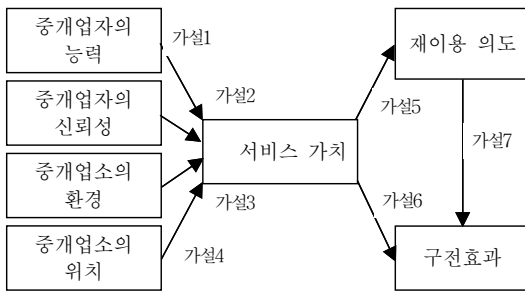 중개업자의
능력
가설1
재이용 의도
중개업자의
신뢰성
가설2
가설5
서비스 가치
가설7
중개업소의
환경
가설3
가설6
중개업소의
위치
가설4
구전효과